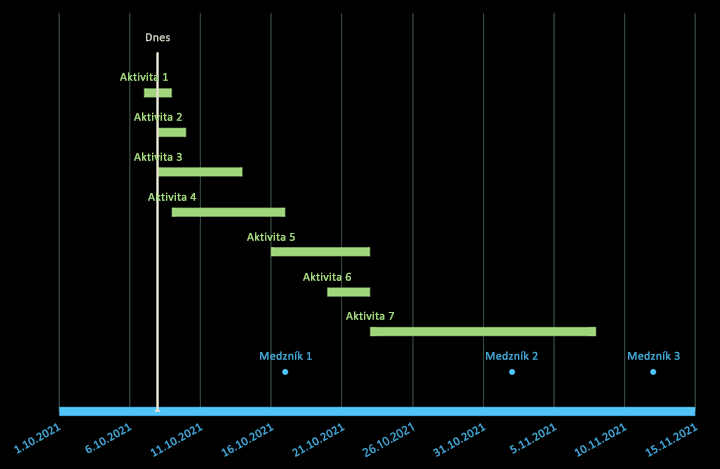 Dnes
Aktivita 1
Aktivita 2
Aktivita 3
Aktivita 4
Aktivita 5
Aktivita 6
Aktivita 7
Medzník 1
Medzník 2
Medzník 3
1.10.2021
6.10.2021
11.10.2021
16.10.2021
21.10.2021
26.10.2021
31.10.2021
5.11.2021
10.11.2021
15.11.2021